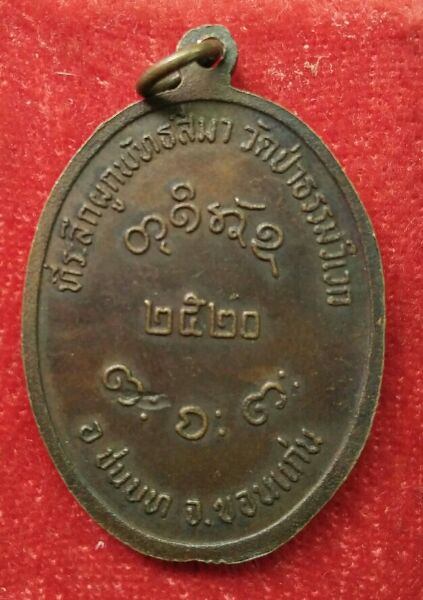 ที่ระลึกผูกพัทธสีมา วัดป่าธรรมวิเวก
๒๕๒๐
อ.ชนบท จ.ขอนแก่น